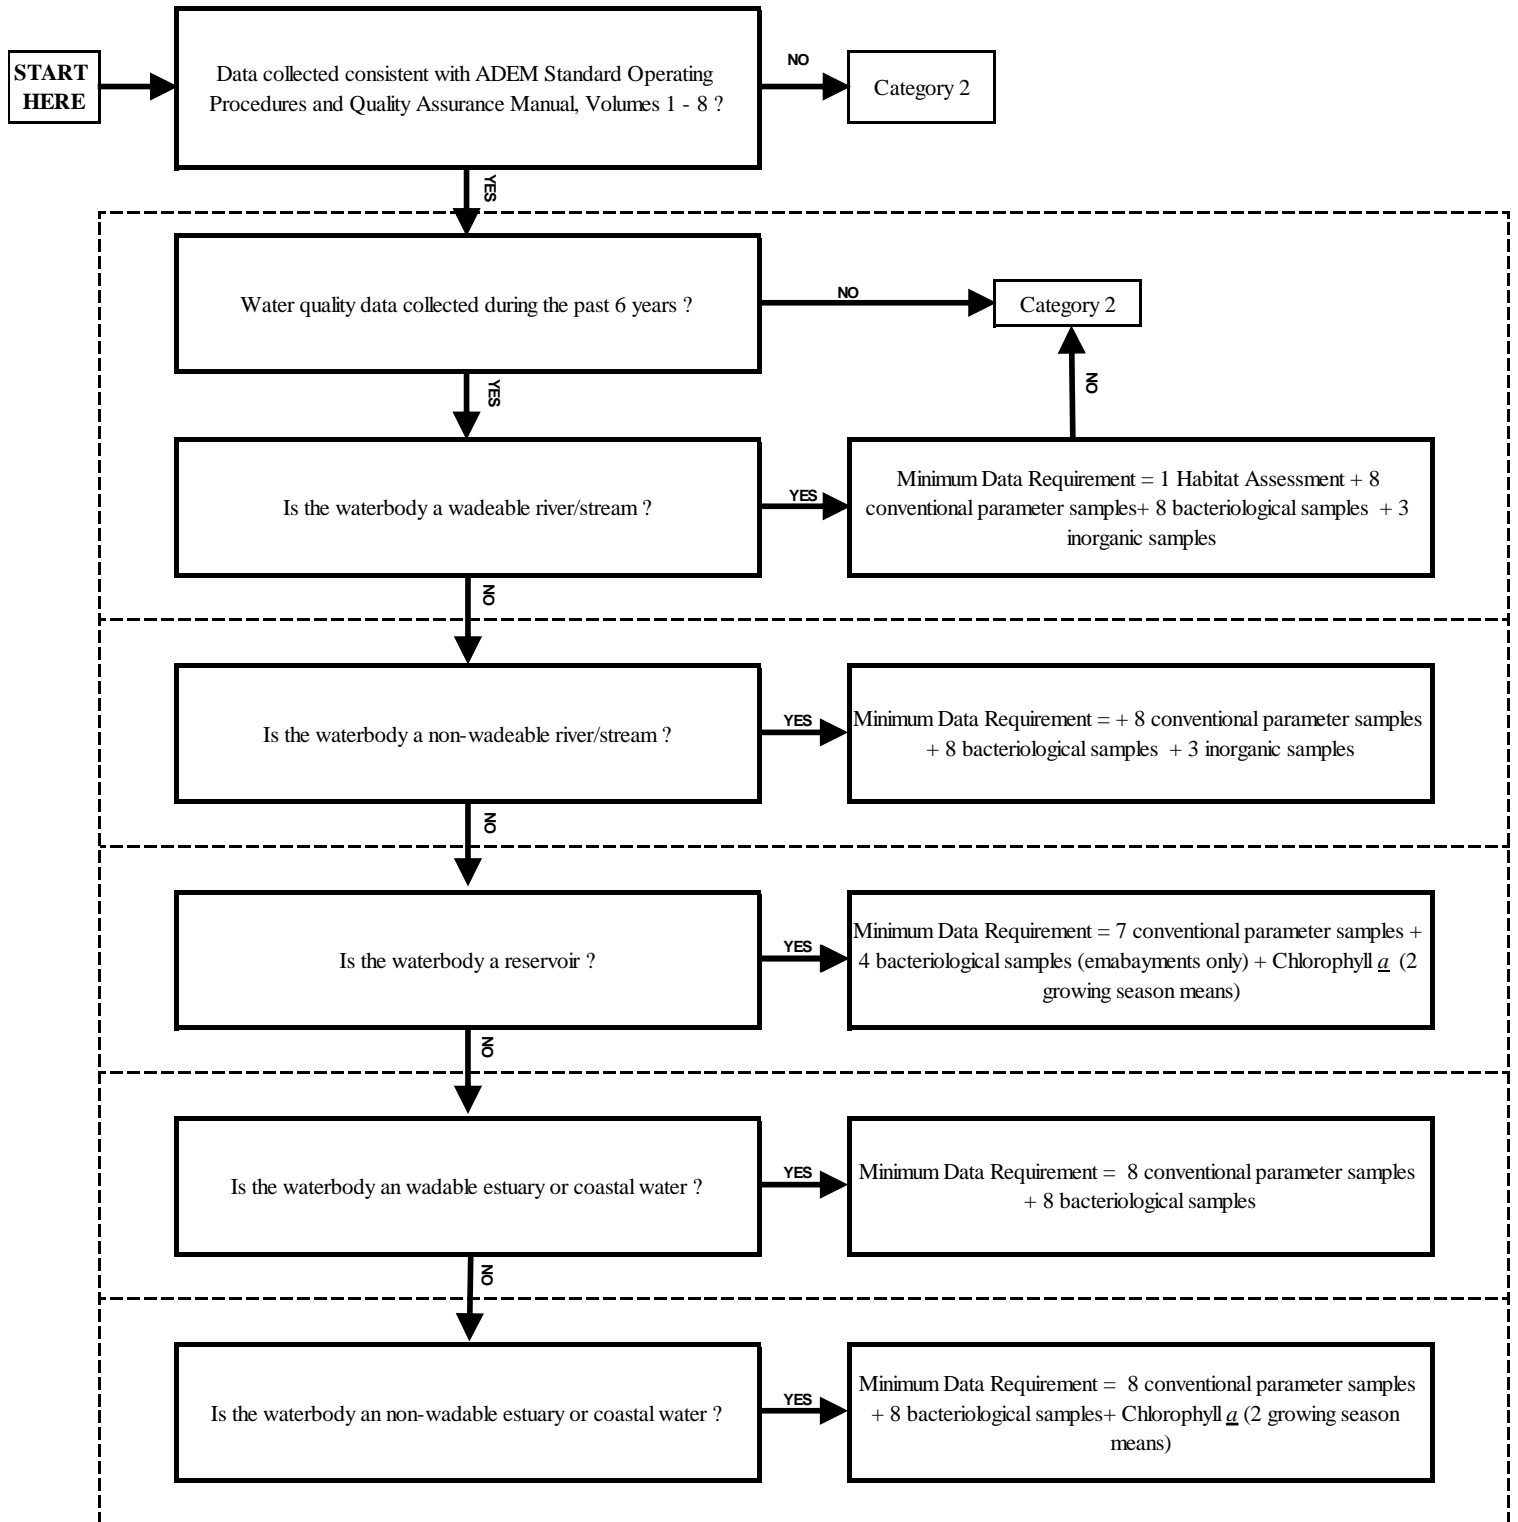 START
HERE
Data collected consistent with ADEM Standard Operating
Procedures and Quality Assurance Manual, Volumes 1 - 8 ?
NO
Category 2
YES
Water quality data collected during the past 6 years ?
NO
Category 2
YES
NO
Is the waterbody a wadeable river/stream ?
YES
Minimum Data Requirement = 1 Habitat Assessment + 8
conventional parameter samples+ 8 bacteriological samples + 3
inorganic samples
NO
Is the waterbody a non-wadeable river/stream ?
YES
Minimum Data Requirement = + 8 conventional parameter samples
+ 8 bacteriological samples + 3 inorganic samples
NO
Is the waterbody a reservoir ?
YES
Minimum Data Requirement = 7 conventional parameter samples +
4 bacteriological samples (emabayments only) + Chlorophyll a (2
growing season means)
NO
Is the waterbody an wadable estuary or coastal water ?
YES
Minimum Data Requirement = 8 conventional parameter samples
+ 8 bacteriological samples
NO
Is the waterbody an non-wadable estuary or coastal water ?
YES
Minimum Data Requirement = 8 conventional parameter samples
+ 8 bacteriological samples+ Chlorophyll a (2 growing season
means)